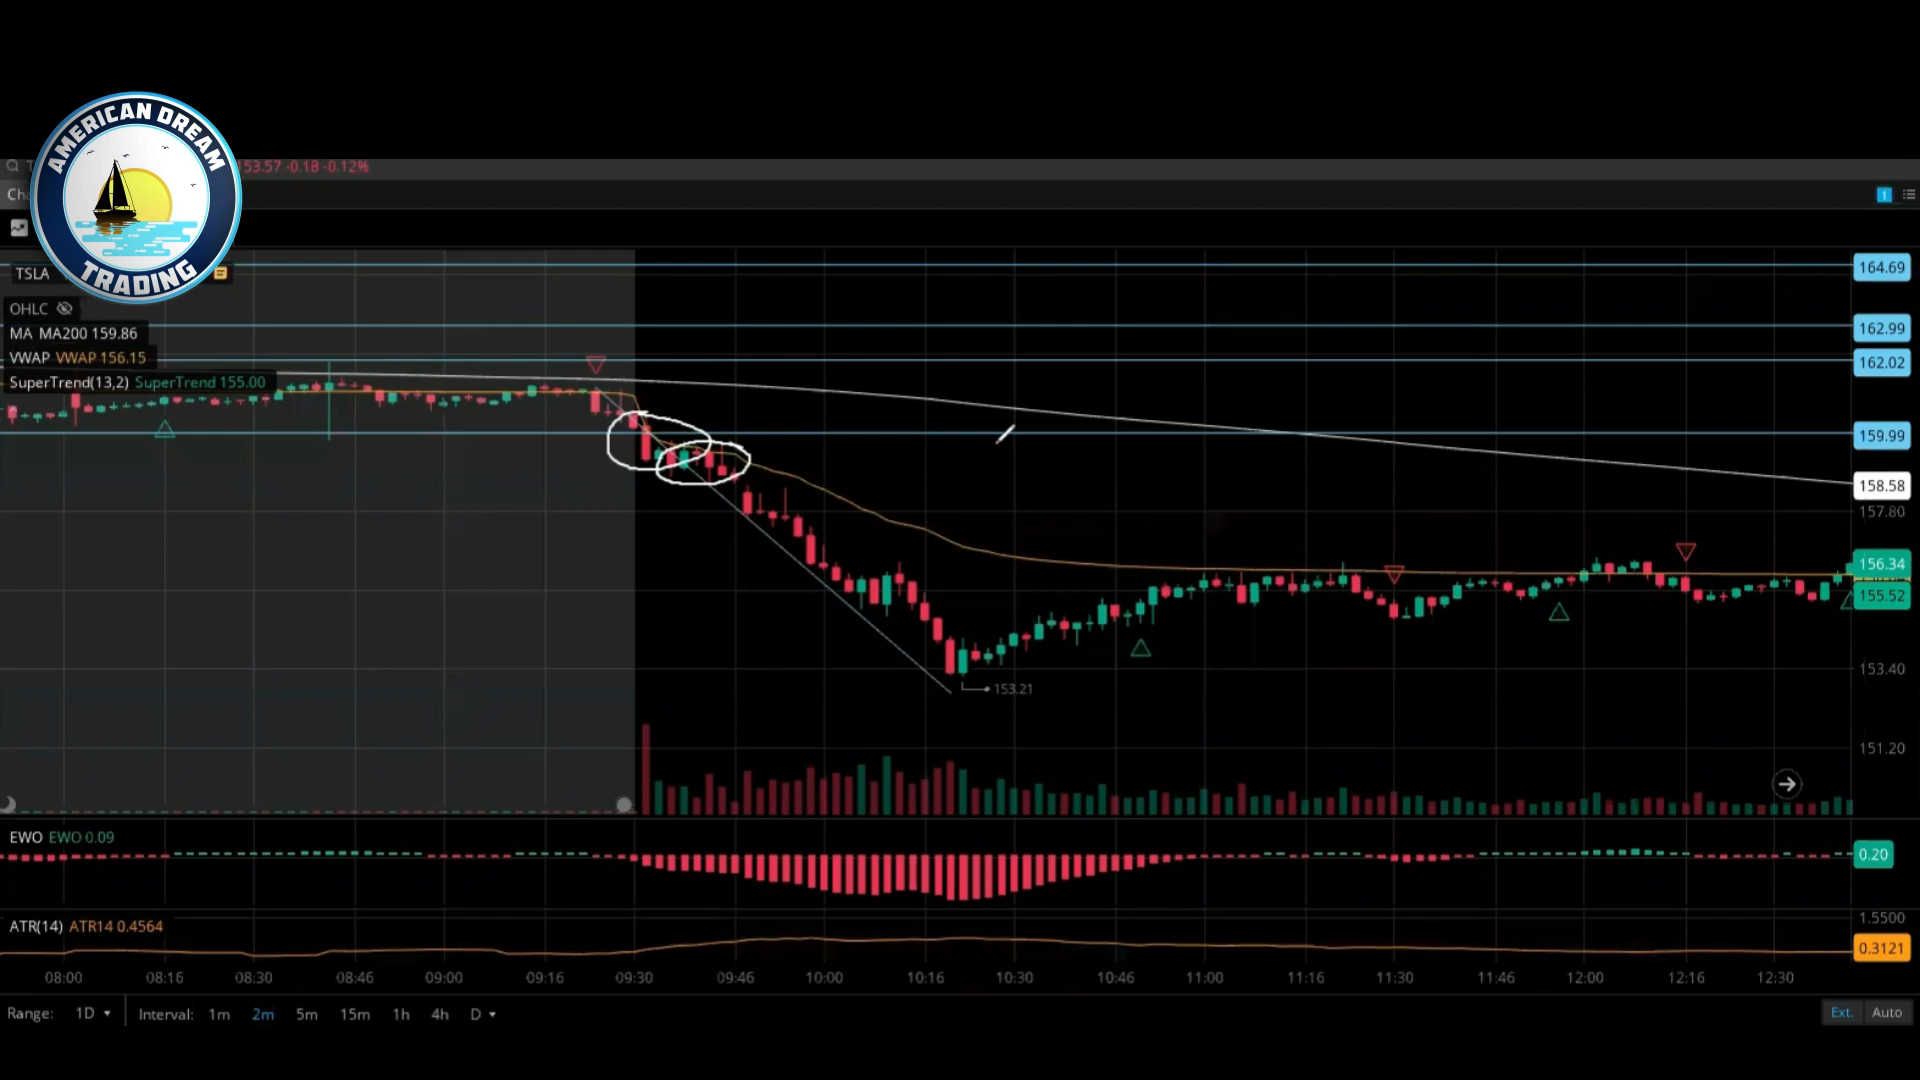 AMERICAN DREAM
TRADING
153.57 -0.18 -0.12%
1
TSLA
OHLC
MA MA200 159.86
VWAP VWAP 156.15
SuperTrend(13,2) SuperTrend 155.00
164.69
162.99
162.02
159.99
158.58
157.80
156.34
155.52
153.40
153.21
151.20
EWO EWO 0.09
0.20
ATR(14) ATR14 0.4564
1.5500
0.3121
08:00 08:16 08:30 08:46 09:00 09:16 09:30 09:46 10:00 10:16 10:30 10:46 11:00 11:16 11:30 11:46 12:00 12:16 12:30
Range: 1D Interval: 1m 2m 5m 15m 1h 4h D Ext. Auto